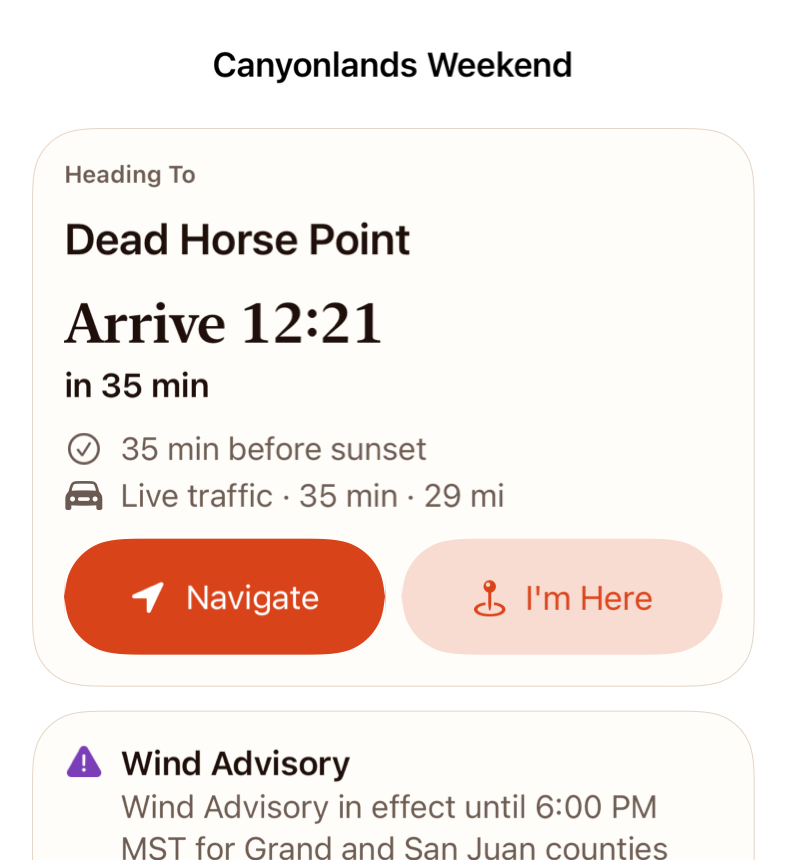 Canyonlands Weekend
Heading To
Dead Horse Point
Arrive 12:21
in 35 min
35 min before sunset
Live traffic · 35 min · 29 mi
Navigate
I'm Here
Wind Advisory
Wind Advisory in effect until 6:00 PM
MST for Grand and San Juan counties